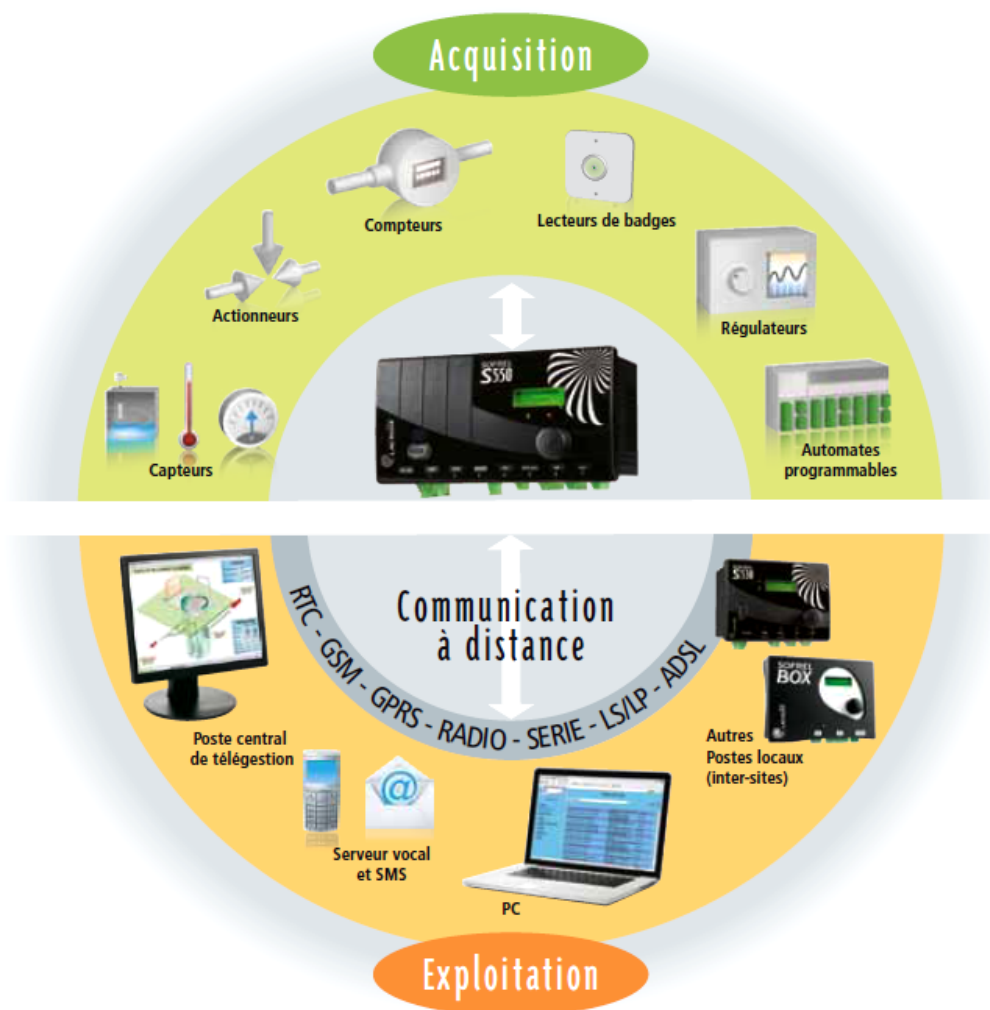 Acquisition
Compteurs
Lecteurs de badges
Actionneurs
Régulateurs
SOFREL
S550
Capteurs
Automates
programmables
Communication
à distance
RTC - GSM - GPRS - RADIO - SERIE - LS/LP - ADSL
SOFREL
BOX
Poste central
de télégestion
Autres
Postes locaux
(inter-sites)
Serveur vocal
et SMS
@
PC
Exploitation